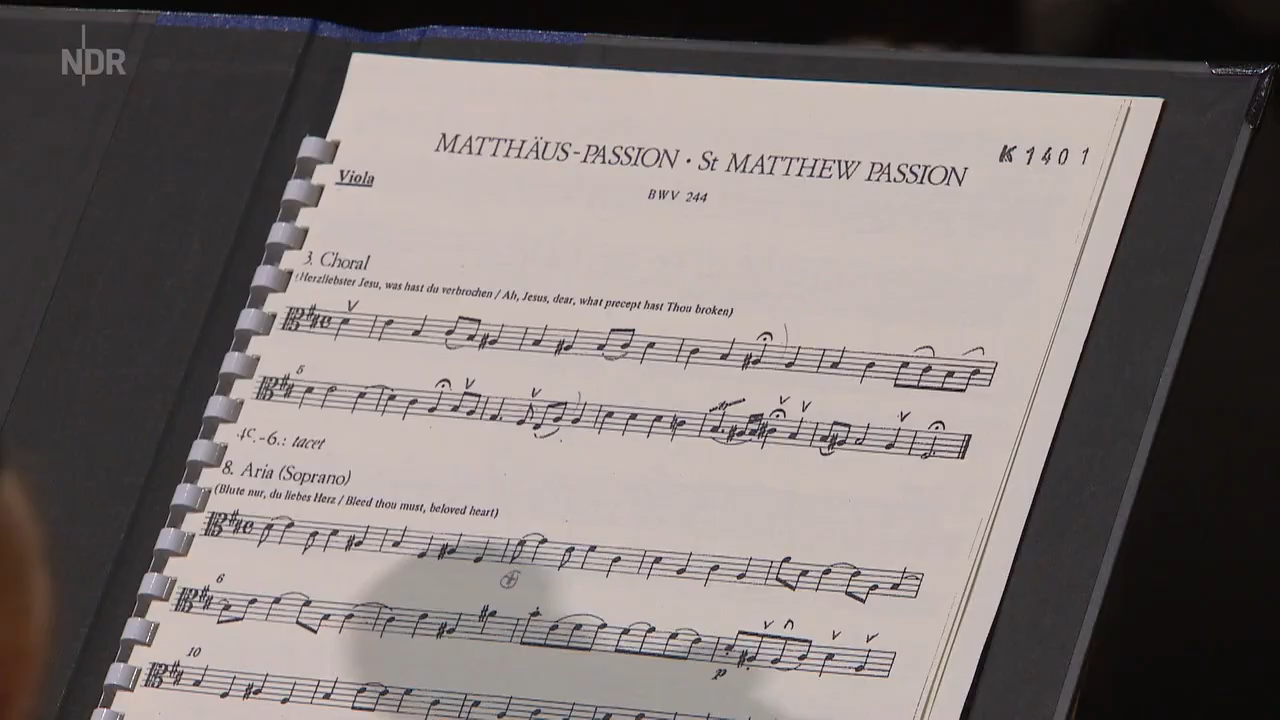 NDR
MATTHÄUS-PASSION · St MATTHEW PASSION
K 1401
Viola
BWV 244
3. Choral
(Herzliebster Jesu, was hast du verbrochen / Ah, Jesus, dear, what precept hast Thou broken)
5
4c.-6.: tacet
8. Aria (Soprano)
(Blute nur, du liebes Herz / Bleed thou must, beloved heart)
6
p
10